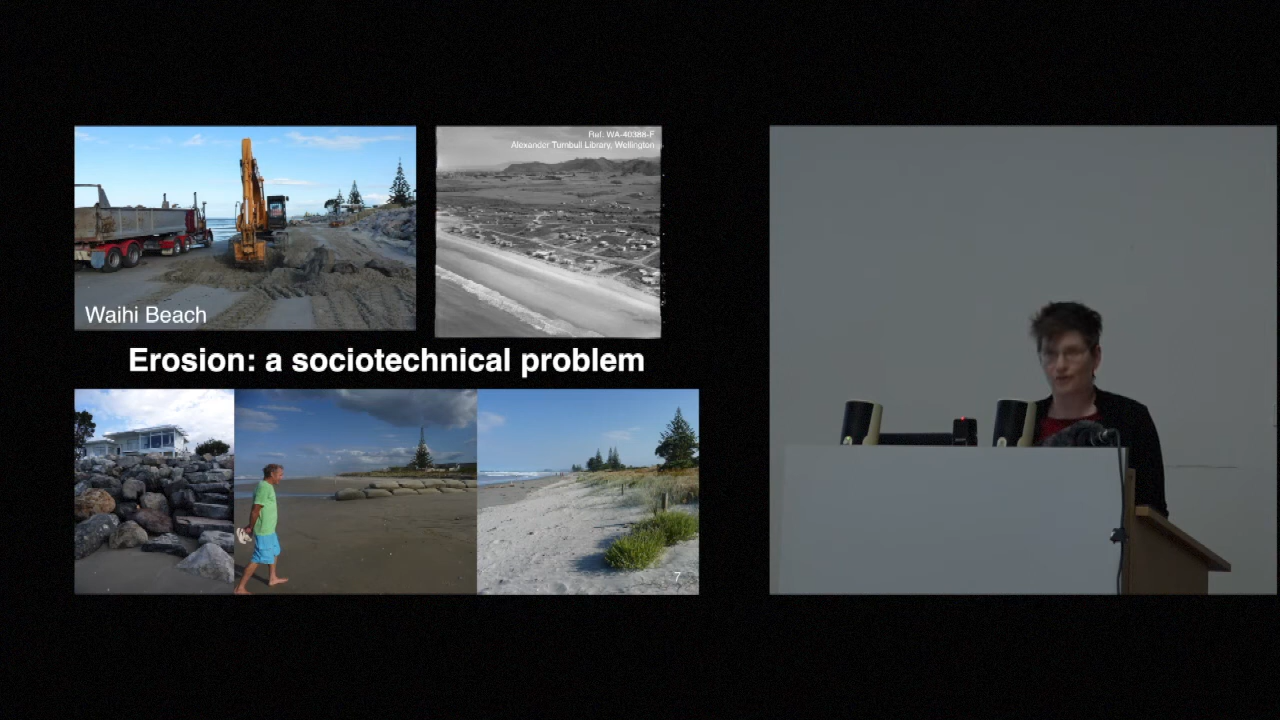 Ref: WA-40388-F
Alexander Turnbull Library, Wellington
Waihi Beach
Erosion: a sociotechnical problem
7